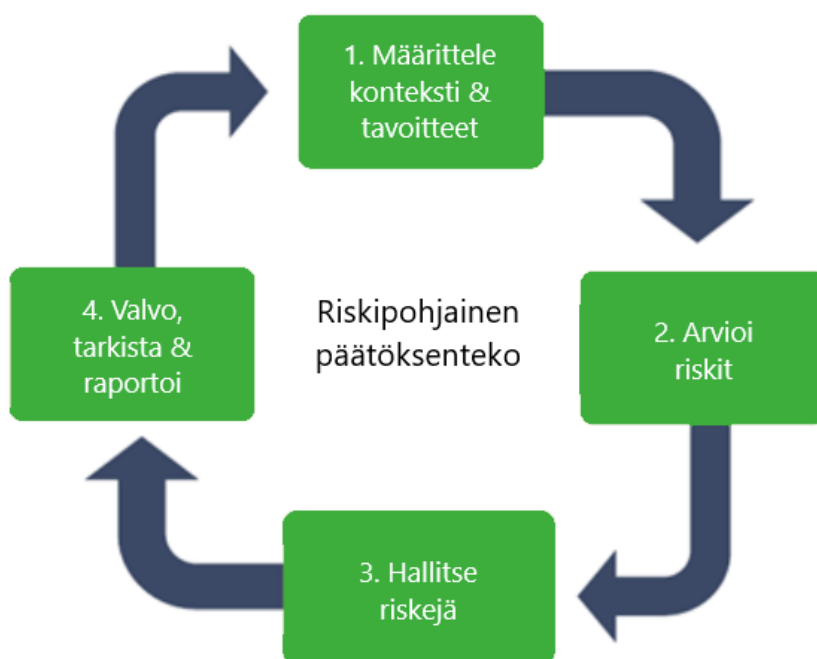 1. Määrittele
konteksti &
tavoitteet
4. Valvo,
tarkista &
raportoi
Riskipohjainen
päätöksenteko
2. Arvioi
riskit
3. Hallitse
riskejä